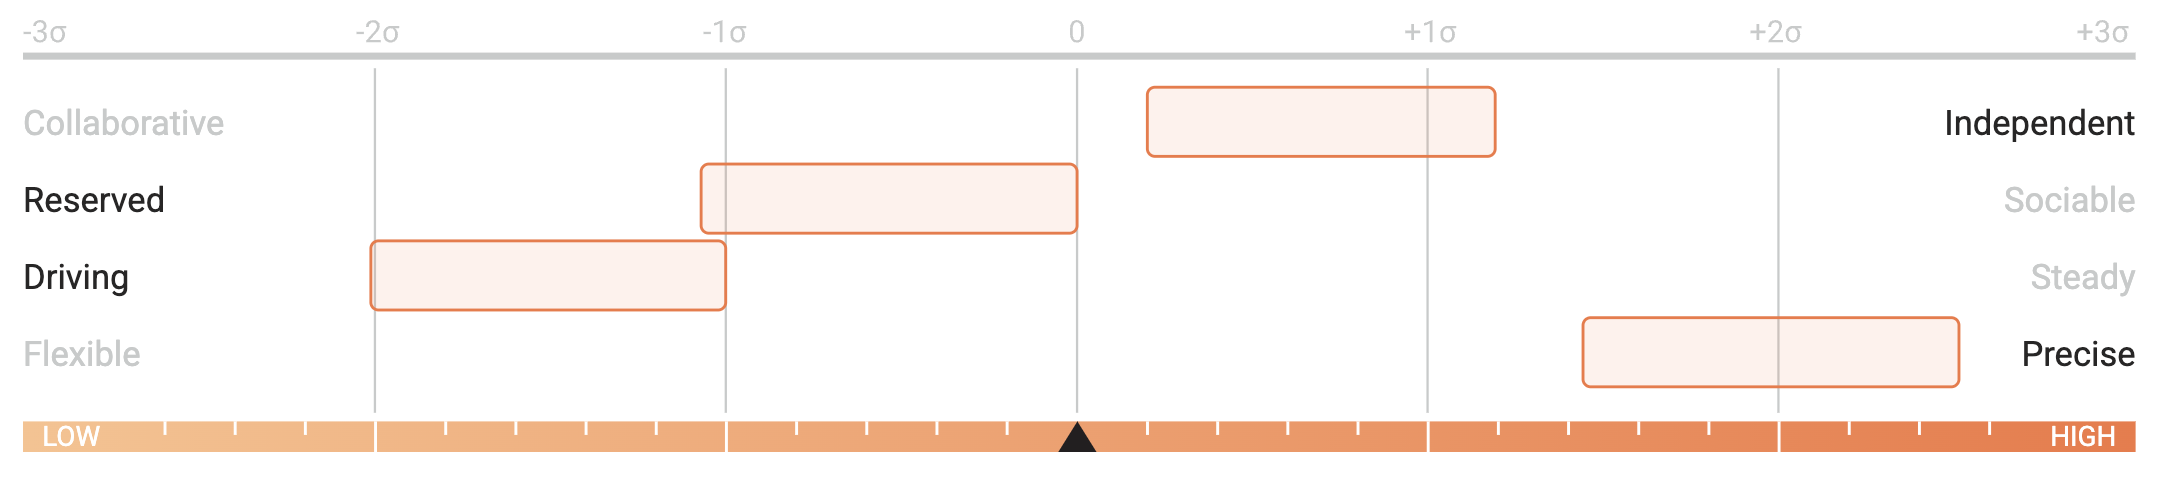 -3σ -2σ -1σ 0 +1σ +2σ +3σ
Collaborative Independent
Reserved Sociable
Driving Steady
Flexible Precise
LOW HIGH